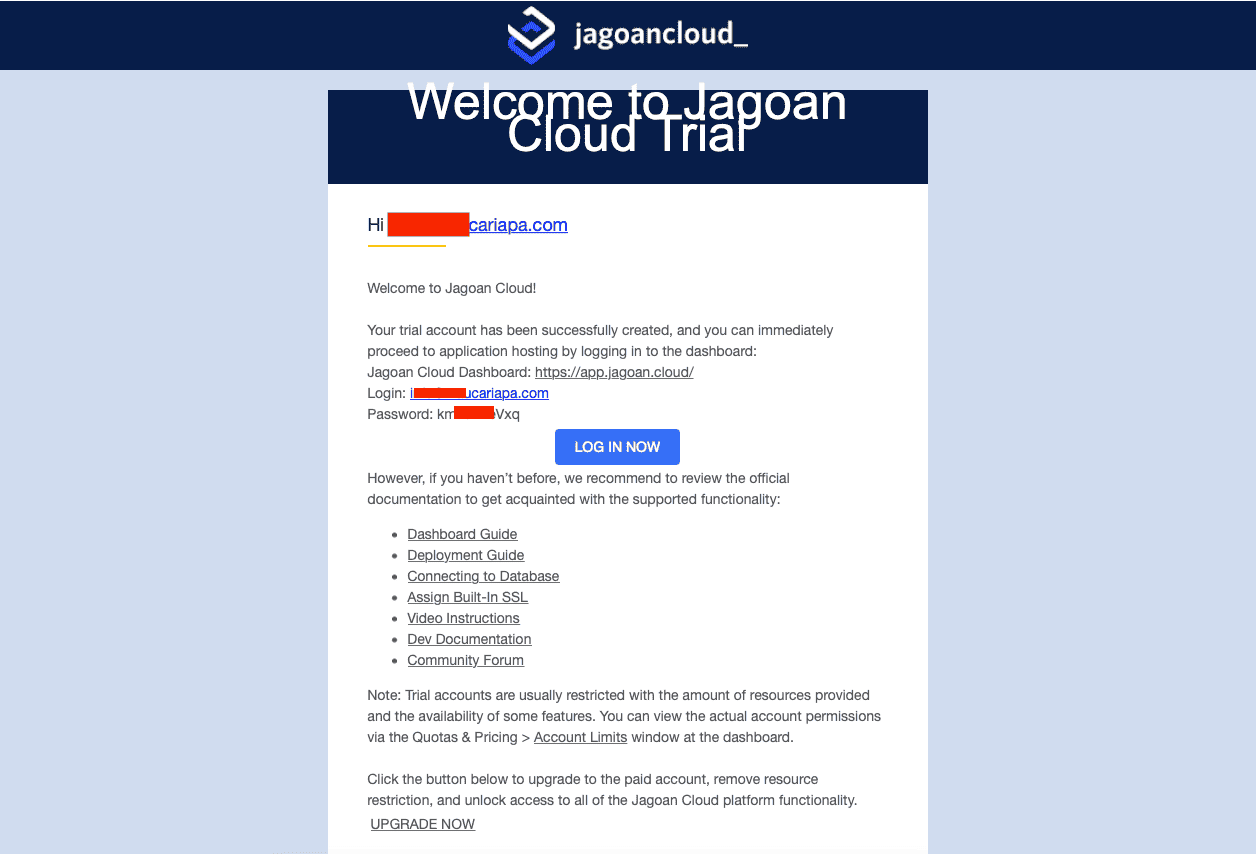 jagoancloud_
Welcome to Jagoan
Cloud Trial
Hi cariapa.com
Welcome to Jagoan Cloud!
Your trial account has been successfully created, and you can immediately
proceed to application hosting by logging in to the dashboard:
Jagoan Cloud Dashboard: https://app.jagoan.cloud/
Login: i ucariapa.com
Password: km eVxq
LOG IN NOW
However, if you haven’t before, we recommend to review the official
documentation to get acquainted with the supported functionality:
• Dashboard Guide
• Deployment Guide
• Connecting to Database
• Assign Built-In SSL
• Video Instructions
• Dev Documentation
• Community Forum
Note: Trial accounts are usually restricted with the amount of resources provided
and the availability of some features. You can view the actual account permissions
via the Quotas & Pricing > Account Limits window at the dashboard.
Click the button below to upgrade to the paid account, remove resource
restriction, and unlock access to all of the Jagoan Cloud platform functionality.
UPGRADE NOW